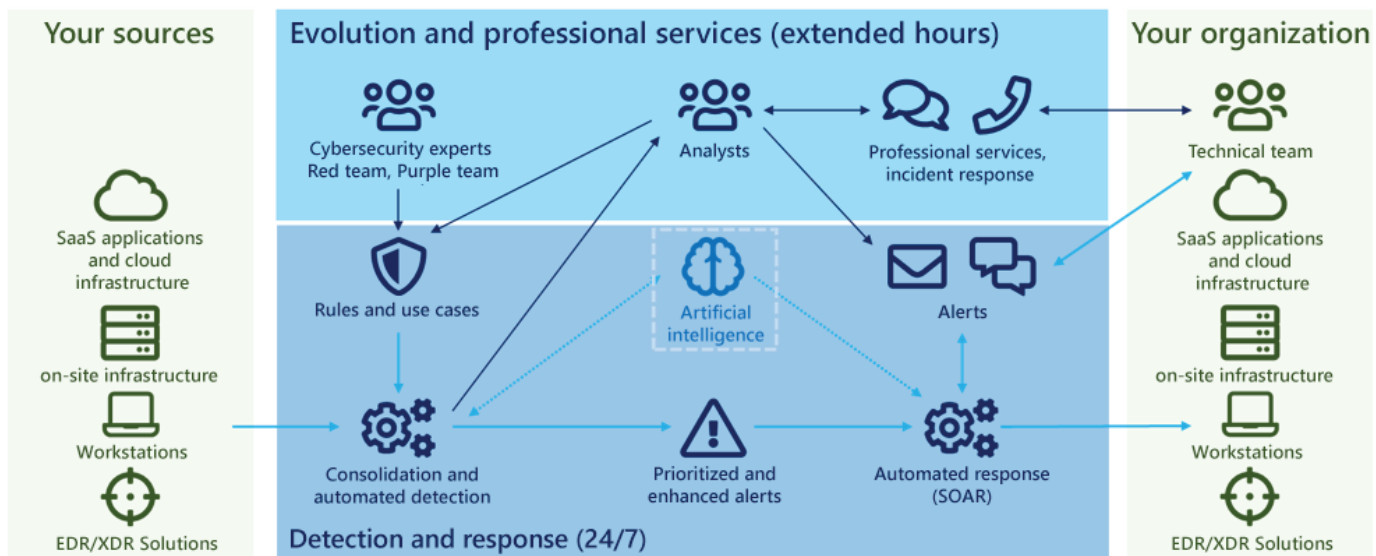 Your sources
SaaS applications
and cloud
infrastructure
on-site infrastructure
Workstations
EDR/XDR Solutions
Evolution and professional services (extended hours)
Cybersecurity experts
Red team, Purple team
Analysts
Professional services,
incident response
Rules and use cases
Artificial
intelligence
Alerts
Consolidation and
automated detection
Prioritized and
enhanced alerts
Automated response
(SOAR)
Detection and response (24/7)
Your organization
Technical team
SaaS applications
and cloud
infrastructure
on-site infrastructure
Workstations
EDR/XDR Solutions